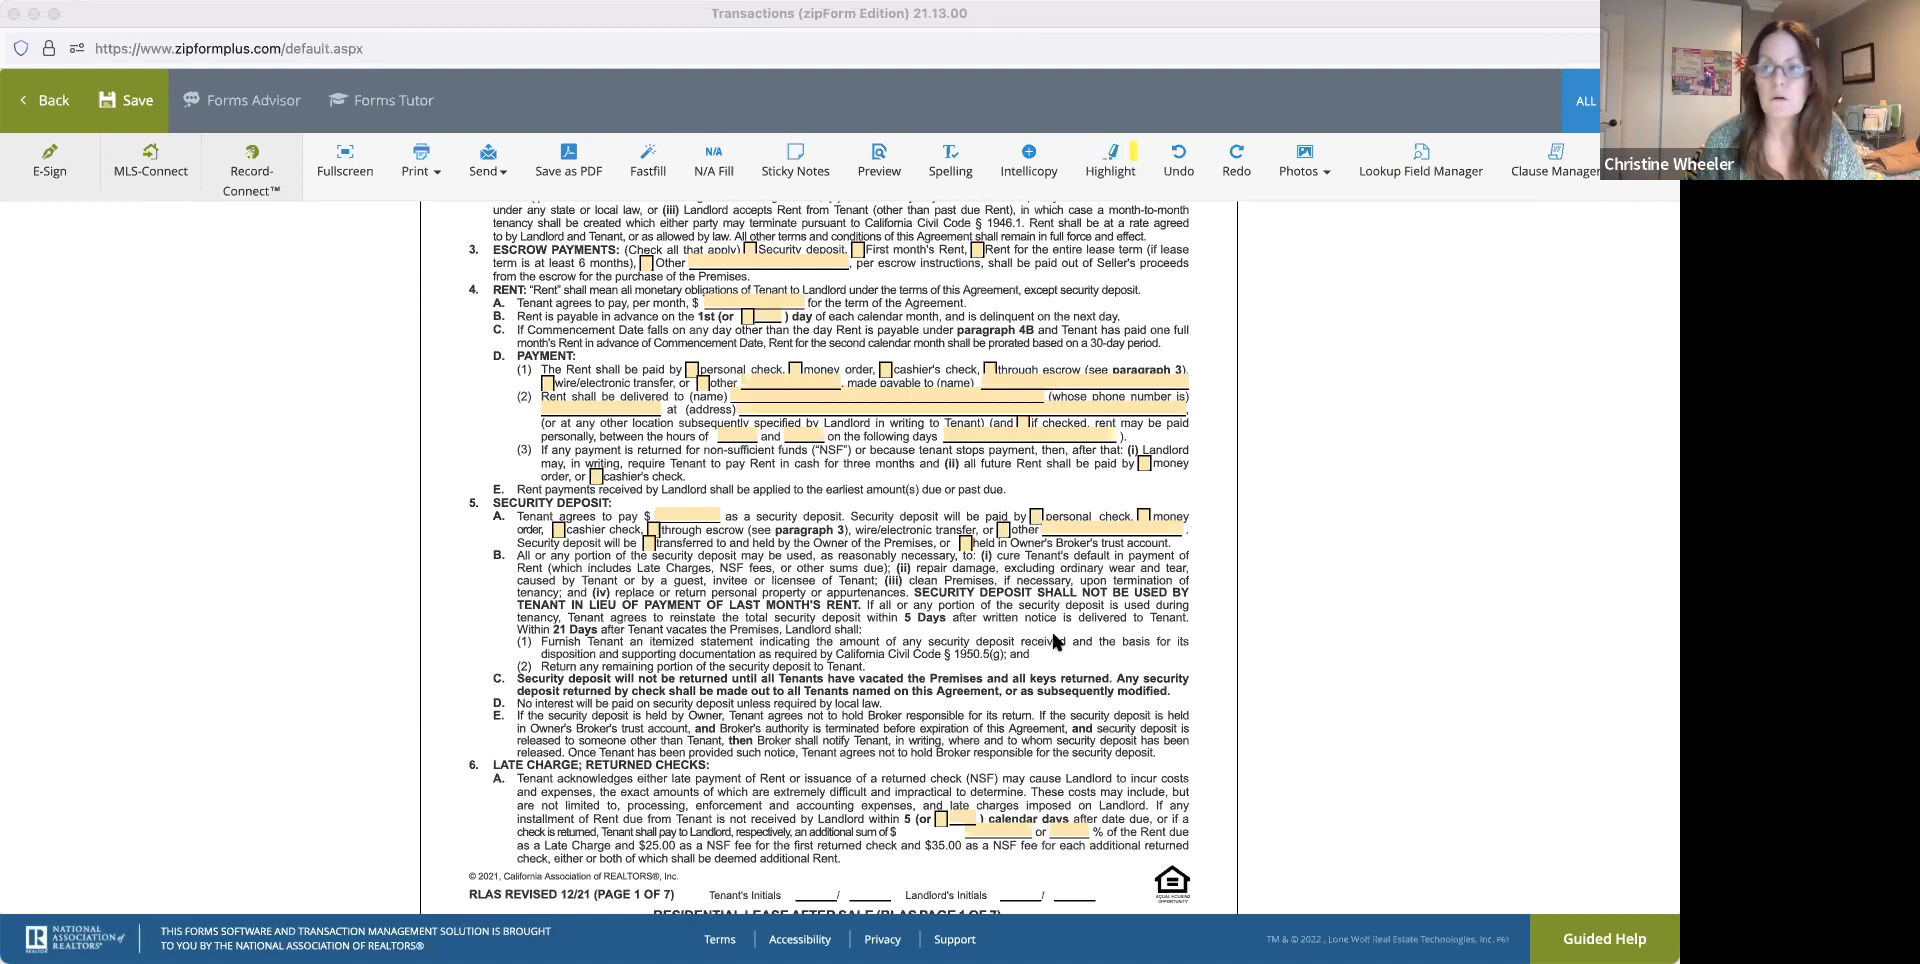 Transactions (zipForm Edition) 21.13.00
https://www.zipformplus.com/default.aspx
Back
Save
Forms Advisor
Forms Tutor
ALL
E-Sign
MLS-Connect
Record-
Connect™
Fullscreen
Print
Send
Save as PDF
Fastfill
N/A
N/A Fill
Sticky Notes
Preview
Spelling
Intellicopy
Highlight
Undo
Redo
Photos
Lookup Field Manager
Clause Manager
Christine Wheeler
under any state or local law, or (iii) Landlord accepts Rent from Tenant (other than past due Rent), in which case a month-to-month
tenancy shall be created which either party may terminate pursuant to California Civil Code § 1946.1. Rent shall be at a rate agreed
to by Landlord and Tenant, or as allowed by law. All other terms and conditions of this Agreement shall remain in full force and effect.
3. ESCROW PAYMENTS: (Check all that apply) Security deposit, First month's Rent, Rent for the entire lease term (if lease
term is at least 6 months), Other , per escrow instructions, shall be paid out of Seller's proceeds
from the escrow for the purchase of the Premises.
4. RENT: “Rent” shall mean all monetary obligations of Tenant to Landlord under the terms of this Agreement, except security deposit.
A. Tenant agrees to pay, per month, $ for the term of the Agreement.
B. Rent is payable in advance on the 1st (or ) day of each calendar month, and is delinquent on the next day.
C. If Commencement Date falls on any day other than the day Rent is payable under paragraph 4B and Tenant has paid one full
month's Rent in advance of Commencement Date, Rent for the second calendar month shall be prorated based on a 30-day period.
D. PAYMENT:
(1) The Rent shall be paid by personal check, money order, cashier's check, through escrow (see paragraph 3),
wire/electronic transfer, or other , made payable to (name)
(2) Rent shall be delivered to (name) (whose phone number is)
at (address) ,
(or at any other location subsequently specified by Landlord in writing to Tenant) (and if checked, rent may be paid
personally, between the hours of and on the following days ).
(3) If any payment is returned for non-sufficient funds (“NSF”) or because tenant stops payment, then, after that: (i) Landlord
may, in writing, require Tenant to pay Rent in cash for three months and (ii) all future Rent shall be paid by money
order, or cashier's check.
E. Rent payments received by Landlord shall be applied to the earliest amount(s) due or past due.
5. SECURITY DEPOSIT:
A. Tenant agrees to pay $ as a security deposit. Security deposit will be paid by personal check, money
order, cashier check, through escrow (see paragraph 3), wire/electronic transfer, or other .
Security deposit will be transferred to and held by the Owner of the Premises, or held in Owner's Broker's trust account.
B. All or any portion of the security deposit may be used, as reasonably necessary, to: (i) cure Tenant's default in payment of
Rent (which includes Late Charges, NSF fees, or other sums due); (ii) repair damage, excluding ordinary wear and tear,
caused by Tenant or by a guest, invitee or licensee of Tenant; (iii) clean Premises, if necessary, upon termination of
tenancy; and (iv) replace or return personal property or appurtenances. SECURITY DEPOSIT SHALL NOT BE USED BY
TENANT IN LIEU OF PAYMENT OF LAST MONTH'S RENT. If all or any portion of the security deposit is used during
tenancy, Tenant agrees to reinstate the total security deposit within 5 Days after written notice is delivered to Tenant.
Within 21 Days after Tenant vacates the Premises, Landlord shall:
(1) Furnish Tenant an itemized statement indicating the amount of any security deposit received and the basis for its
disposition and supporting documentation as required by California Civil Code § 1950.5(g); and
(2) Return any remaining portion of the security deposit to Tenant.
C. Security deposit will not be returned until all Tenants have vacated the Premises and all keys returned. Any security
deposit returned by check shall be made out to all Tenants named on this Agreement, or as subsequently modified.
D. No interest will be paid on security deposit unless required by local law.
E. If the security deposit is held by Owner, Tenant agrees not to hold Broker responsible for its return. If the security deposit is held
in Owner's Broker's trust account, and Broker's authority is terminated before expiration of this Agreement, and security deposit is
released to someone other than Tenant, then Broker shall notify Tenant, in writing, where and to whom security deposit has been
released. Once Tenant has been provided such notice, Tenant agrees not to hold Broker responsible for the security deposit.
6. LATE CHARGE; RETURNED CHECKS:
A. Tenant acknowledges either late payment of Rent or issuance of a returned check (NSF) may cause Landlord to incur costs
and expenses, the exact amounts of which are extremely difficult and impractical to determine. These costs may include, but
are not limited to, processing, enforcement and accounting expenses, and late charges imposed on Landlord. If any
installment of Rent due from Tenant is not received by Landlord within 5 (or ) calendar days after date due, or if a
check is returned, Tenant shall pay to Landlord, respectively, an additional sum of $ or % of the Rent due
as a Late Charge and $25.00 as a NSF fee for the first returned check and $35.00 as a NSF fee for each additional returned
check, either or both of which shall be deemed additional Rent.
© 2021, California Association of REALTORS®, Inc.
RLAS REVISED 12/21 (PAGE 1 OF 7) Tenant's Initials / Landlord's Initials /
EQUAL HOUSING
OPPORTUNITY
RESIDENTIAL LEASE AFTER SALE (RLAS PAGE 1 OF 7)
NATIONAL
ASSOCIATION of
REALTORS®
THIS FORMS SOFTWARE AND TRANSACTION MANAGEMENT SOLUTION IS BROUGHT
TO YOU BY THE NATIONAL ASSOCIATION OF REALTORS®
Terms
Accessibility
Privacy
Support
TM & © 2022 , Lone Wolf Real Estate Technologies, Inc. P61
Guided Help